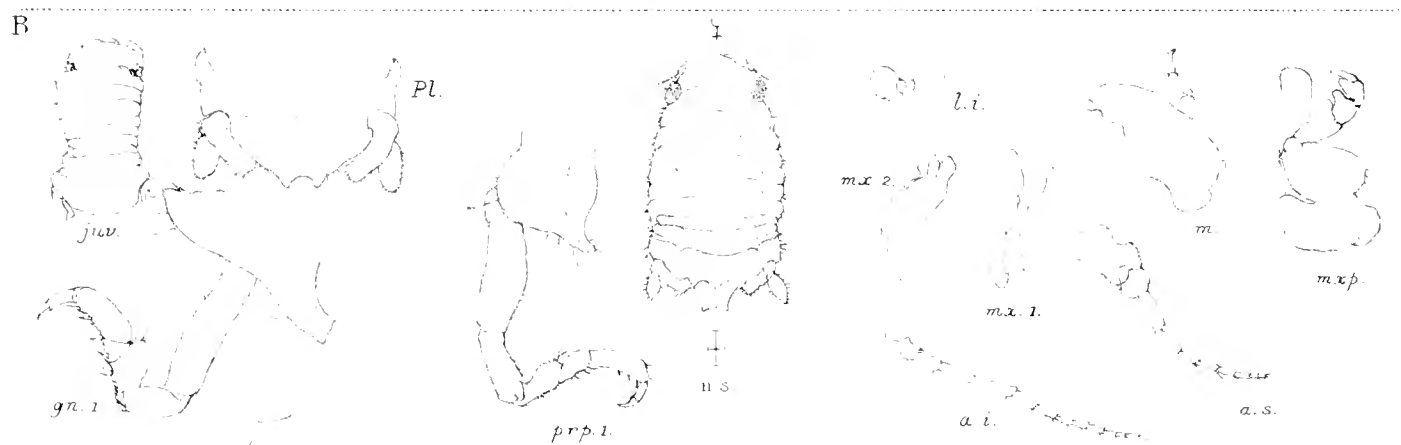 B
Pl.
l.i.
mx 2.
juv.
m.
mxp.
mx. 1.
n s.
gn. 1
prp. 1.
a i.
a.s.